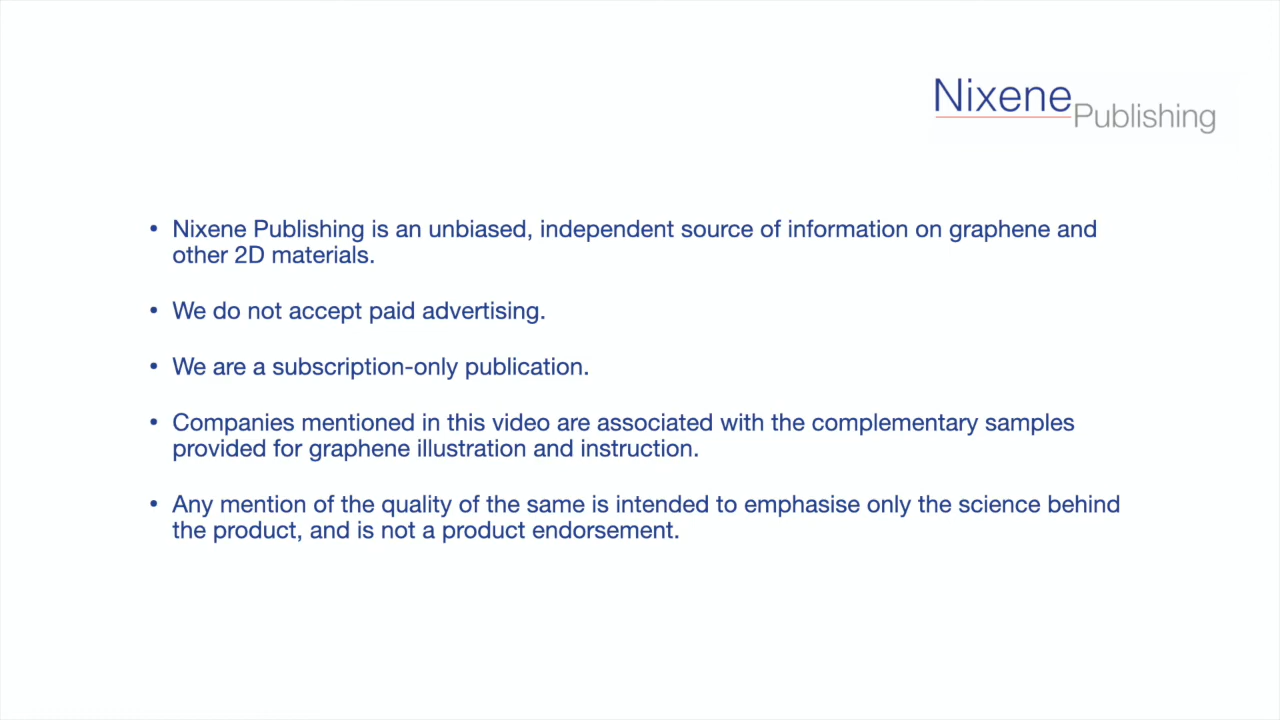 Nixene Publishing
• Nixene Publishing is an unbiased, independent source of information on graphene and
other 2D materials.
• We do not accept paid advertising.
• We are a subscription-only publication.
• Companies mentioned in this video are associated with the complementary samples
provided for graphene illustration and instruction.
• Any mention of the quality of the same is intended to emphasise only the science behind
the product, and is not a product endorsement.